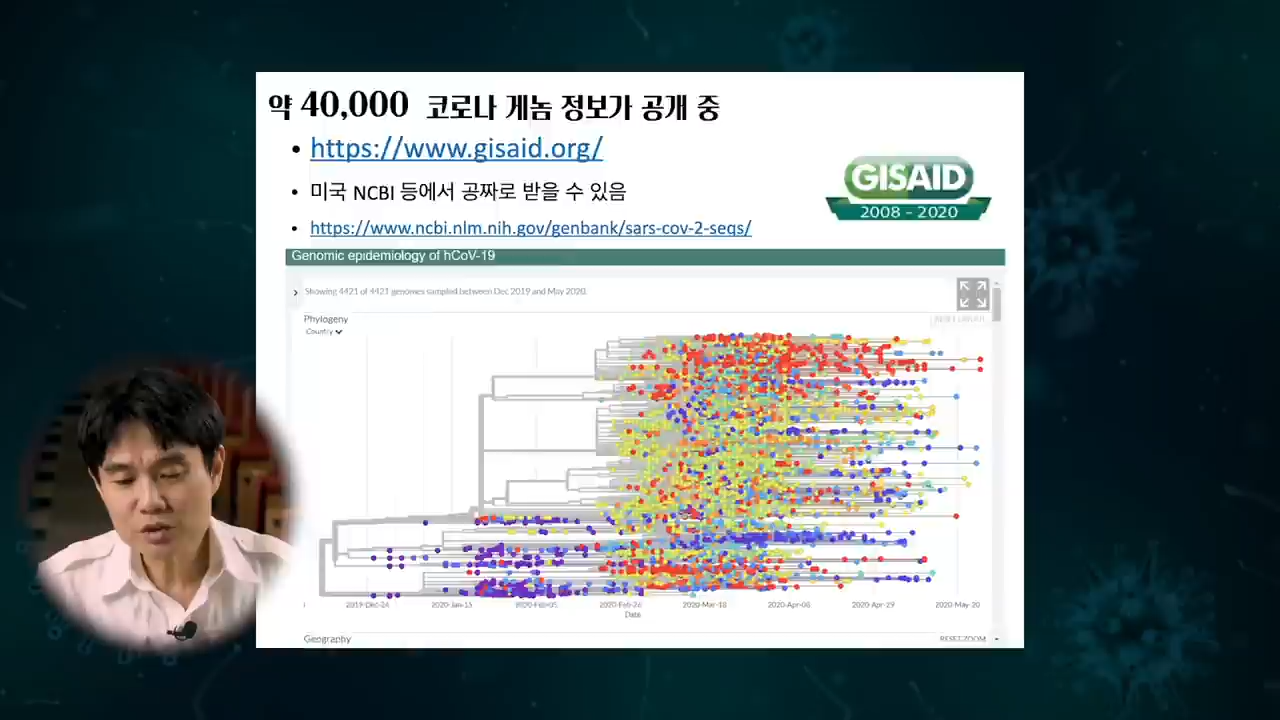 약 40,000 코로나 게놈 정보가 공개 중
• https://www.gisaid.org/
• 미국 NCBI 등에서 공짜로 받을 수 있음
• https://www.ncbi.nlm.nih.gov/genbank/sars-cov-2-seqs/
GISAID
2008 - 2020
Genomic epidemiology of hCoV-19
Showing 4421 of 4421 genomes sampled between Dec 2019 and May 2020.
Phylogeny
Country
RESET LAYOUT
2019-Dec-24 2020-Jan-15 2020-Feb-05 2020-Feb-26 2020-Mar-18 2020-Apr-08 2020-Apr-29 2020-May-20
Date
Geography
RESET ZOOM